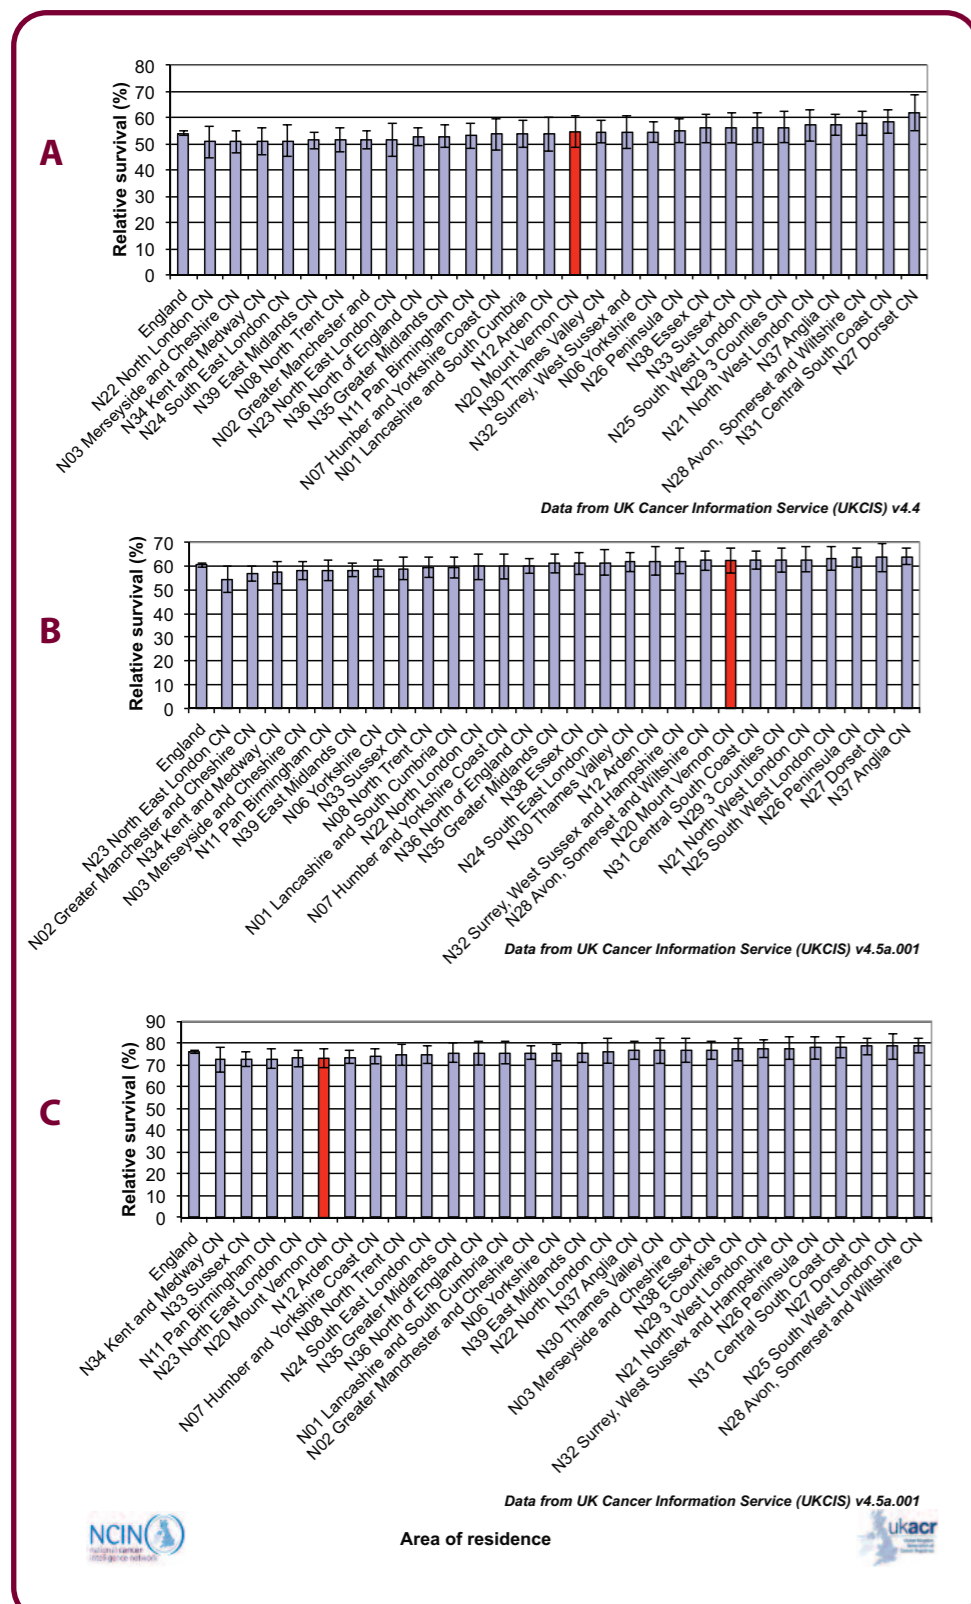 A
Relative survival (%)
80
70
60
50
40
30
20
10
0
England
N22 North London CN
N03 Merseyside and Cheshire CN
N34 Kent and Medway CN
N24 South East London CN
N39 East Midlands CN
N08 North Trent CN
N02 Greater Manchester and
N23 North East London CN
N36 North of England CN
N35 Greater Midlands CN
N11 Pan Birmingham CN
N07 Humber and Yorkshire Coast CN
N01 Lancashire and South Cumbria
N12 Arden CN
N20 Mount Vernon CN
N30 Thames Valley CN
N32 Surrey, West Sussex and
N06 Yorkshire CN
N26 Peninsula CN
N38 Essex CN
N33 Sussex CN
N25 South West London CN
N29 3 Counties CN
N21 North West London CN
N37 Anglia CN
N28 Avon, Somerset and Wiltshire CN
N31 Central South Coast CN
N27 Dorset CN
Data from UK Cancer Information Service (UKCIS) v4.4
B
Relative survival (%)
70
60
50
40
30
20
10
0
England
N23 North East London CN
N02 Greater Manchester and Cheshire CN
N34 Kent and Medway CN
N03 Merseyside and Cheshire CN
N11 Pan Birmingham CN
N39 East Midlands CN
N06 Yorkshire CN
N33 Sussex CN
N08 North Trent CN
N01 Lancashire and South Cumbria CN
N22 North London CN
N07 Humber and Yorkshire Coast CN
N36 North of England CN
N35 Greater Midlands CN
N38 Essex CN
N24 South East London CN
N30 Thames Valley CN
N12 Arden CN
N32 Surrey, West Sussex and Hampshire CN
N28 Avon, Somerset and Wiltshire CN
N20 Mount Vernon CN
N31 Central South Coast CN
N29 3 Counties CN
N21 North West London CN
N25 South West London CN
N26 Peninsula CN
N27 Dorset CN
N37 Anglia CN
Data from UK Cancer Information Service (UKCIS) v4.5a.001
C
Relative survival (%)
90
80
70
60
50
40
30
20
10
0
England
N34 Kent and Medway CN
N33 Sussex CN
N11 Pan Birmingham CN
N23 North East London CN
N20 Mount Vernon CN
N12 Arden CN
N07 Humber and Yorkshire Coast CN
N08 North Trent CN
N24 South East London CN
N35 Greater Midlands CN
N36 North of England CN
N01 Lancashire and South Cumbria CN
N02 Greater Manchester and Cheshire CN
N06 Yorkshire CN
N39 East Midlands CN
N22 North London CN
N37 Anglia CN
N30 Thames Valley CN
N03 Merseyside and Cheshire CN
N38 Essex CN
N29 3 Counties CN
N21 North West London CN
N32 Surrey, West Sussex and Hampshire CN
N26 Peninsula CN
N31 Central South Coast CN
N27 Dorset CN
N25 South West London CN
N28 Avon, Somerset and Wiltshire CN
Data from UK Cancer Information Service (UKCIS) v4.5a.001
NCIN
national cancer
intelligence network
Area of residence
ukacr